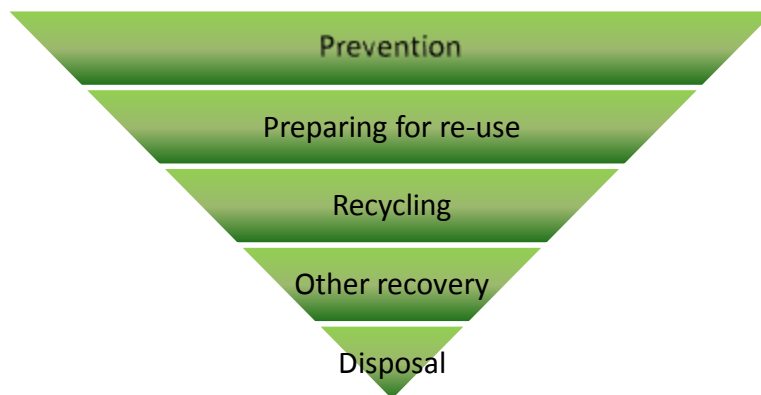 Prevention
Preparing for re-use
Recycling
Other recovery
Disposal